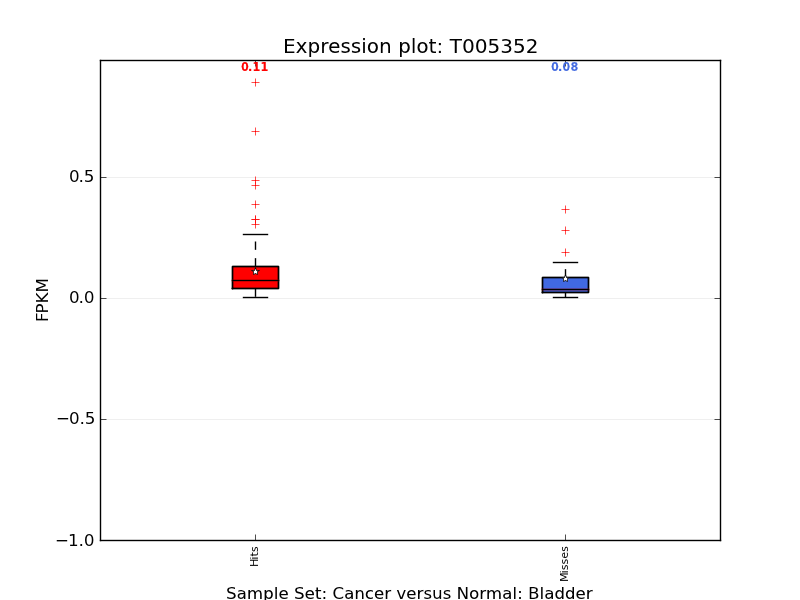 Expression plot: T005352
0.11
0.08
0.5
0.0
−0.5
−1.0
FPKM
Hits
Misses
Sample Set: Cancer versus Normal: Bladder